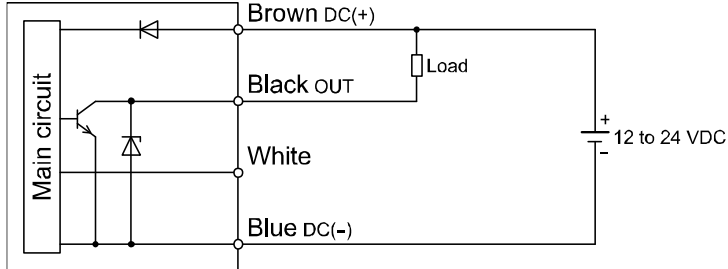 Brown DC(+)
Load
Black OUT
Main circuit
+
12 to 24 VDC
−
White
Blue DC(−)